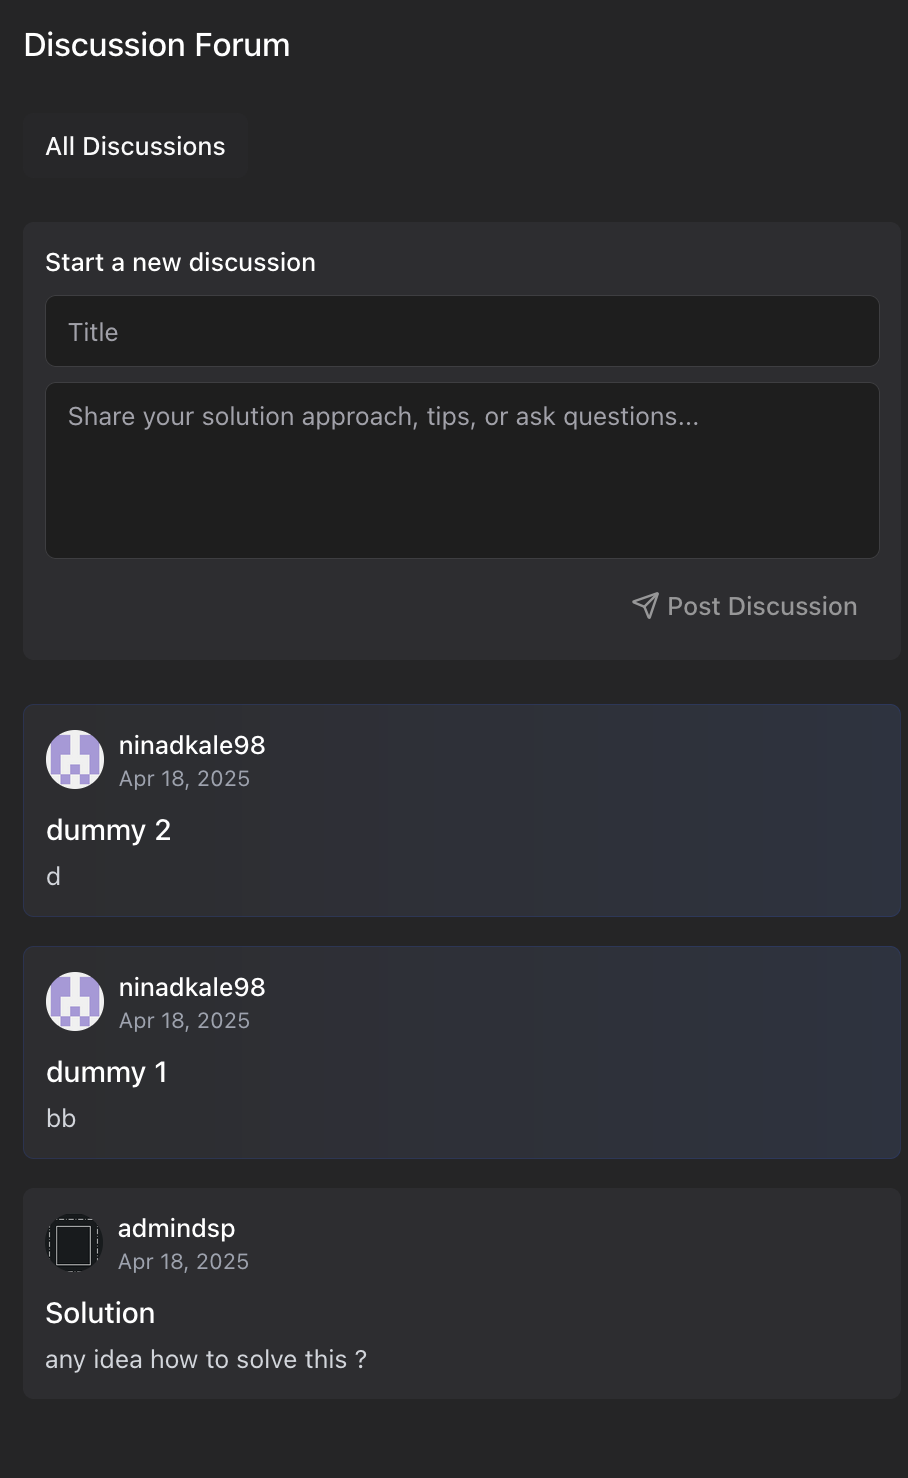 Discussion Forum
All Discussions
Start a new discussion
Title
Share your solution approach, tips, or ask questions...
Post Discussion
ninadkale98
Apr 18, 2025
dummy 2
d
ninadkale98
Apr 18, 2025
dummy 1
bb
admindsp
Apr 18, 2025
Solution
any idea how to solve this ?